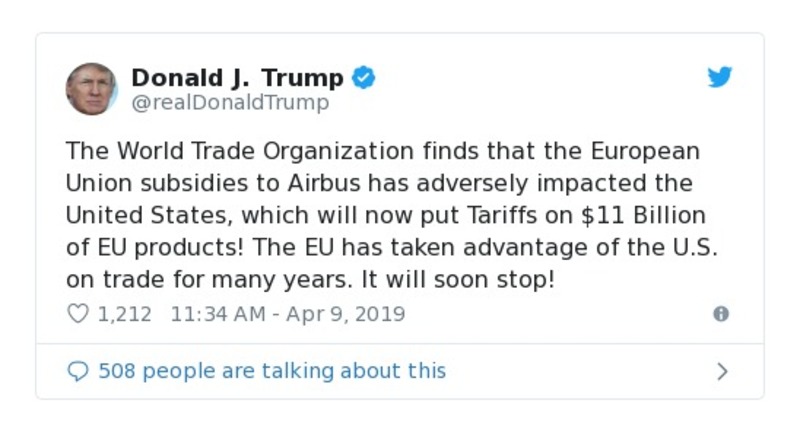 Donald J. Trump
@realDonaldTrump
The World Trade Organization finds that the European
Union subsidies to Airbus has adversely impacted the
United States, which will now put Tariffs on $11 Billion
of EU products! The EU has taken advantage of the U.S.
on trade for many years. It will soon stop!
1,212 11:34 AM - Apr 9, 2019
508 people are talking about this